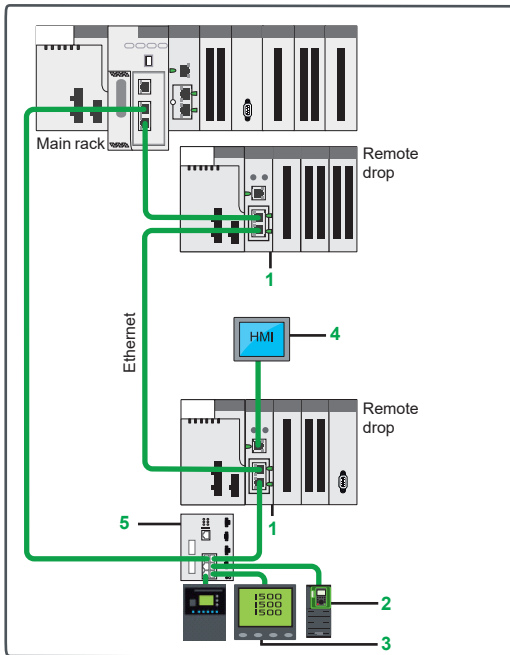 Main rack
Remote
drop
1
Ethernet
HMI
4
Remote
drop
1
5
1500
1500
1500
2
3